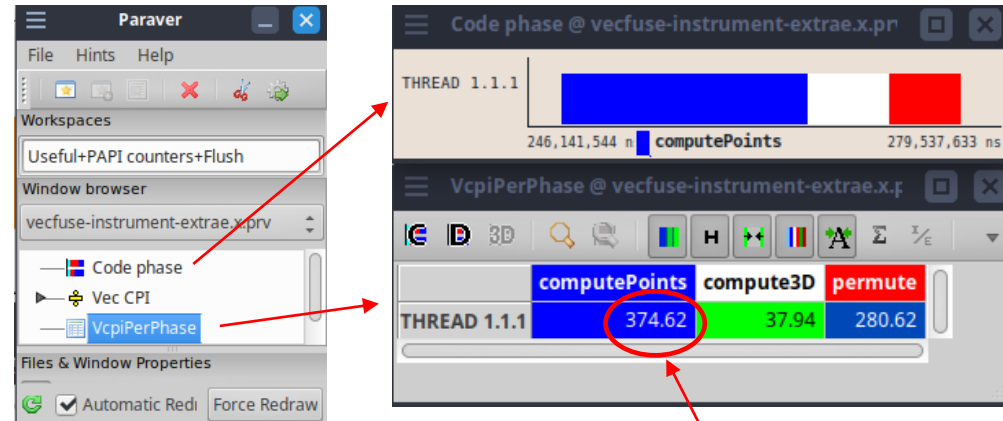 Paraver
File Hints Help
Workspaces
Useful+PAPI counters+Flush
Window browser
vecfuse-instrument-extrae.x.prv
Code phase
Vec CPI
VcpiPerPhase
Files & Window Properties
Automatic Red
Force Redraw
Code phase @ vecfuse-instrument-extrae.x.pr
THREAD 1.1.1
246,141,544 n computePoints 279,537,633 ns
VcpiPerPhase @ vecfuse-instrument-extrae.x.p
3D H Σ
computePoints compute3D permute
THREAD 1.1.1 374.62 37.94 280.62